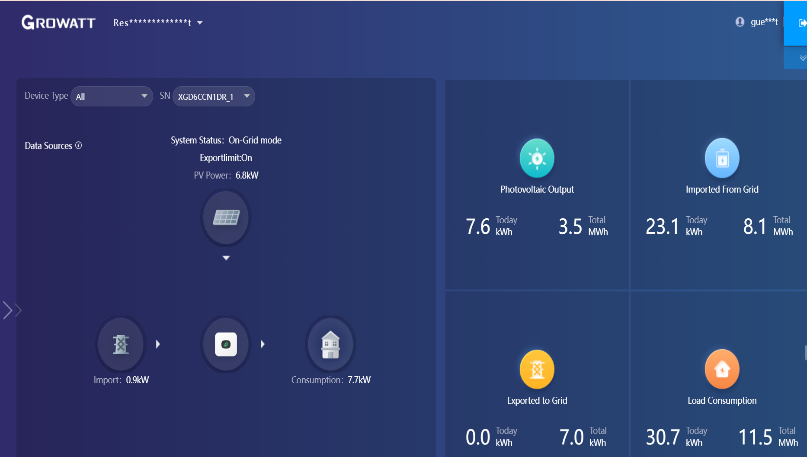 GROWATT
Res*************t
gue***t
Device Type All SN XGD6CCN1DR_1
Data Sources
System Status: On-Grid mode
Exportlimit:On
PV Power: 6.8kW
Import: 0.9kW
Consumption: 7.7kW
Photovoltaic Output
7.6 Today kWh 3.5 Total MWh
Imported From Grid
23.1 Today kWh 8.1 Total MWh
Exported to Grid
0.0 Today kWh 7.0 Total kWh
Load Consumption
30.7 Today kWh 11.5 Total MWh